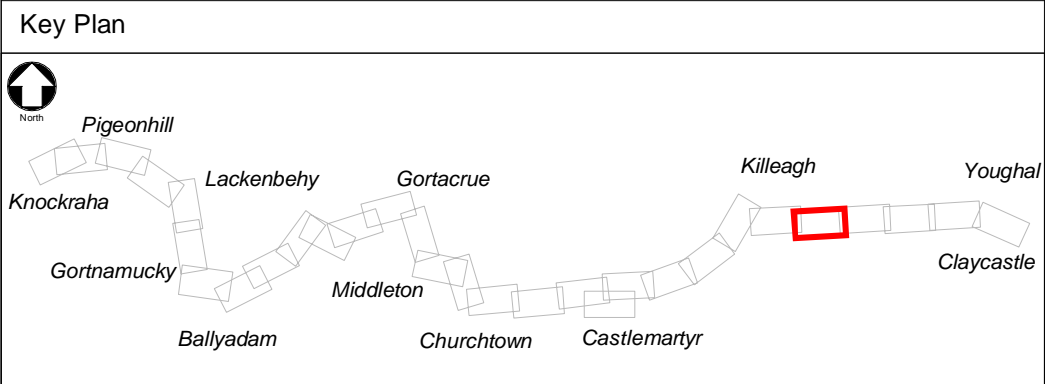 Key Plan
North
Pigeonhill
Killeagh
Youghal
Lackenbehy
Gortacrue
Knockraha
Claycastle
Gortnamucky
Middleton
Ballyadam
Churchtown
Castlemartyr